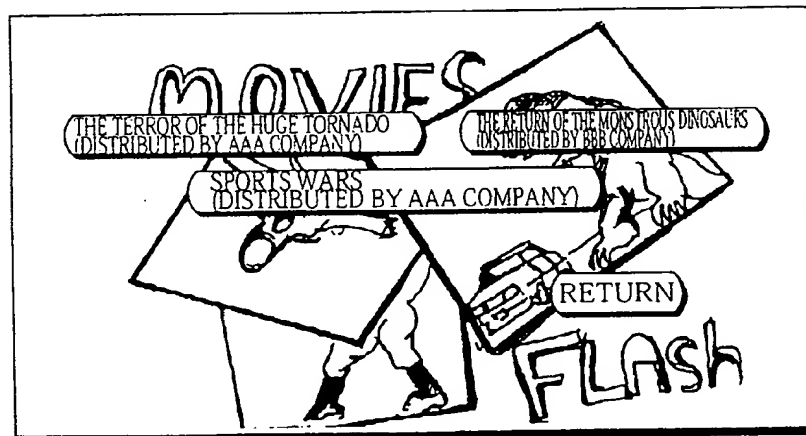 MOVIES
THE TERROR OF THE HUGE TORNADO
(DISTRIBUTED BY AAA COMPANY)
THE RETURN OF THE MONSTROUS DINOSAURS
(DISTRIBUTED BY BBB COMPANY)
SPORTS WARS
(DISTRIBUTED BY AAA COMPANY)
RETURN
FLASh